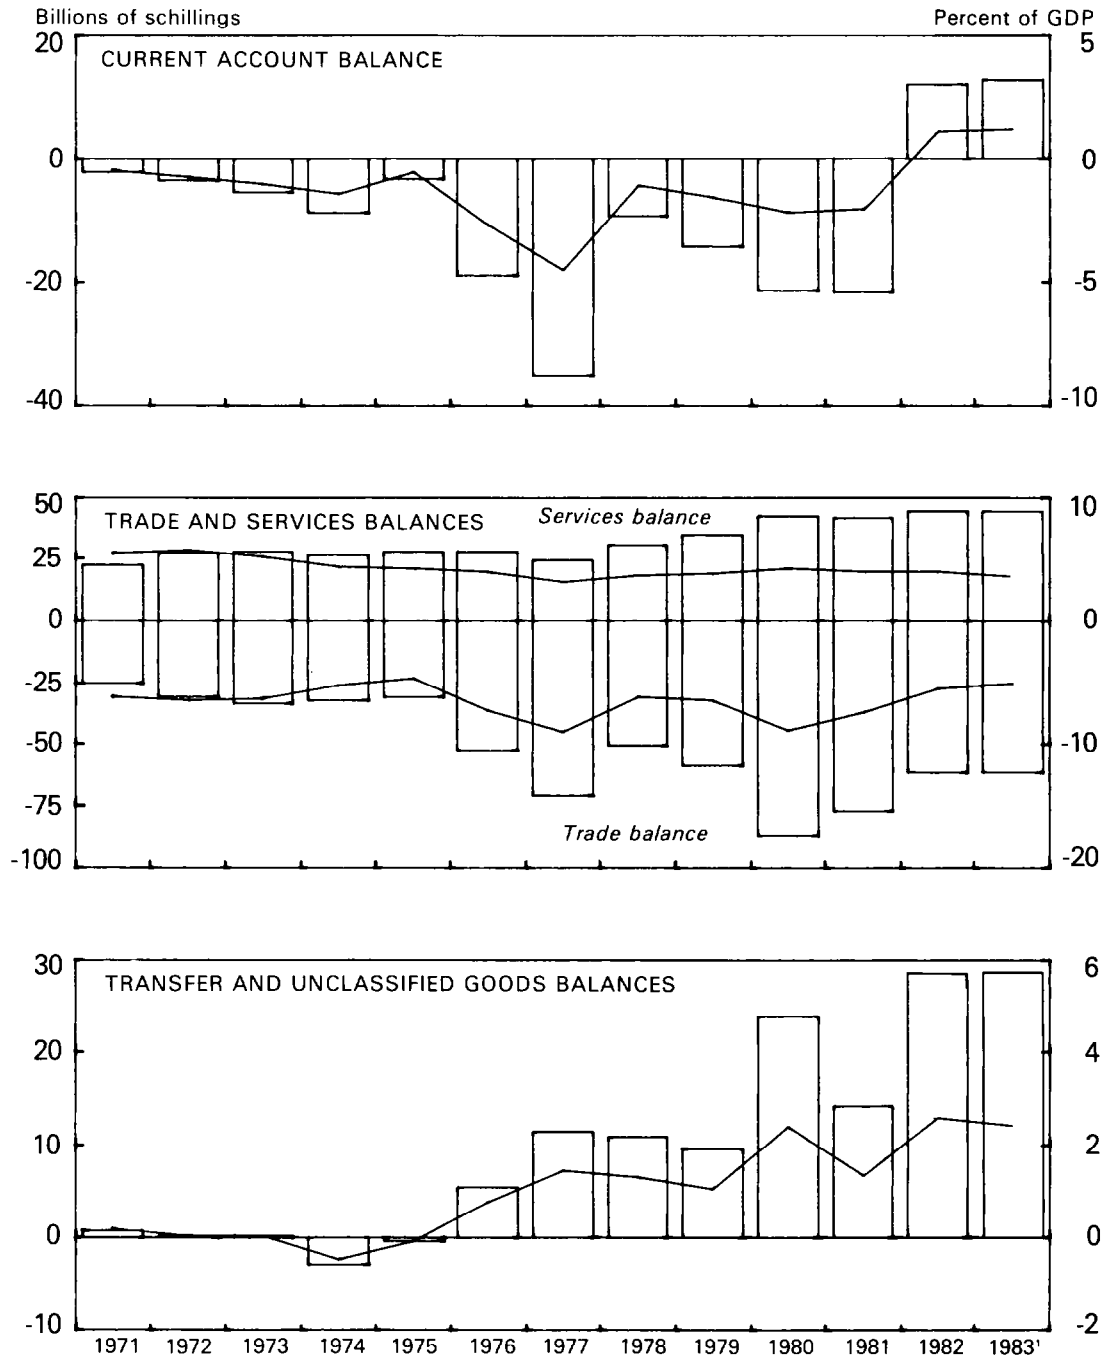 Billions of schillings Percent of GDP
20 5
CURRENT ACCOUNT BALANCE
0 0
-20 -5
-40 -10
50 10
TRADE AND SERVICES BALANCES Services balance
25
0 0
-25
-50 -10
-75
Trade balance
-100 -20
30 6
TRANSFER AND UNCLASSIFIED GOODS BALANCES
20 4
10 2
0 0
-10 -2
1971 1972 1973 1974 1975 1976 1977 1978 1979 1980 1981 1982 1983¹